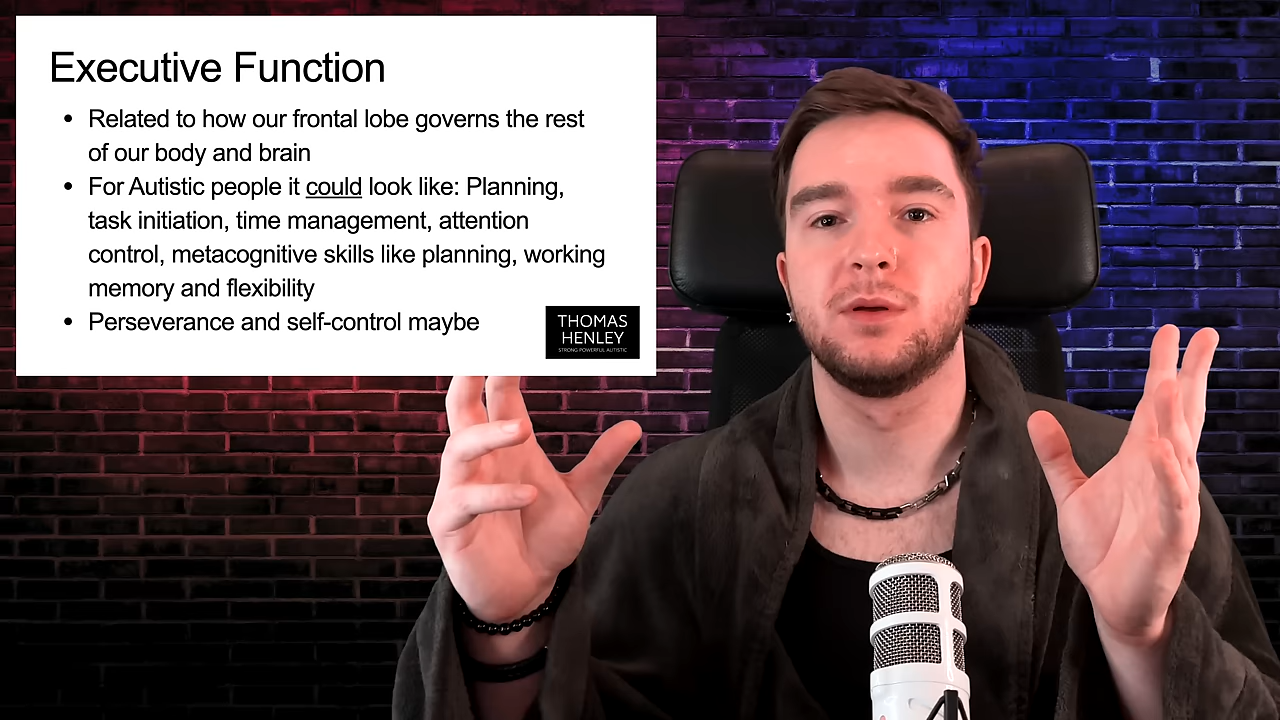 Executive Function
• Related to how our frontal lobe governs the rest
of our body and brain
• For Autistic people it could look like: Planning,
task initiation, time management, attention
control, metacognitive skills like planning, working
memory and flexibility
• Perseverance and self-control maybe
THOMAS
HENLEY
STRONG POWERFUL AUTISTIC